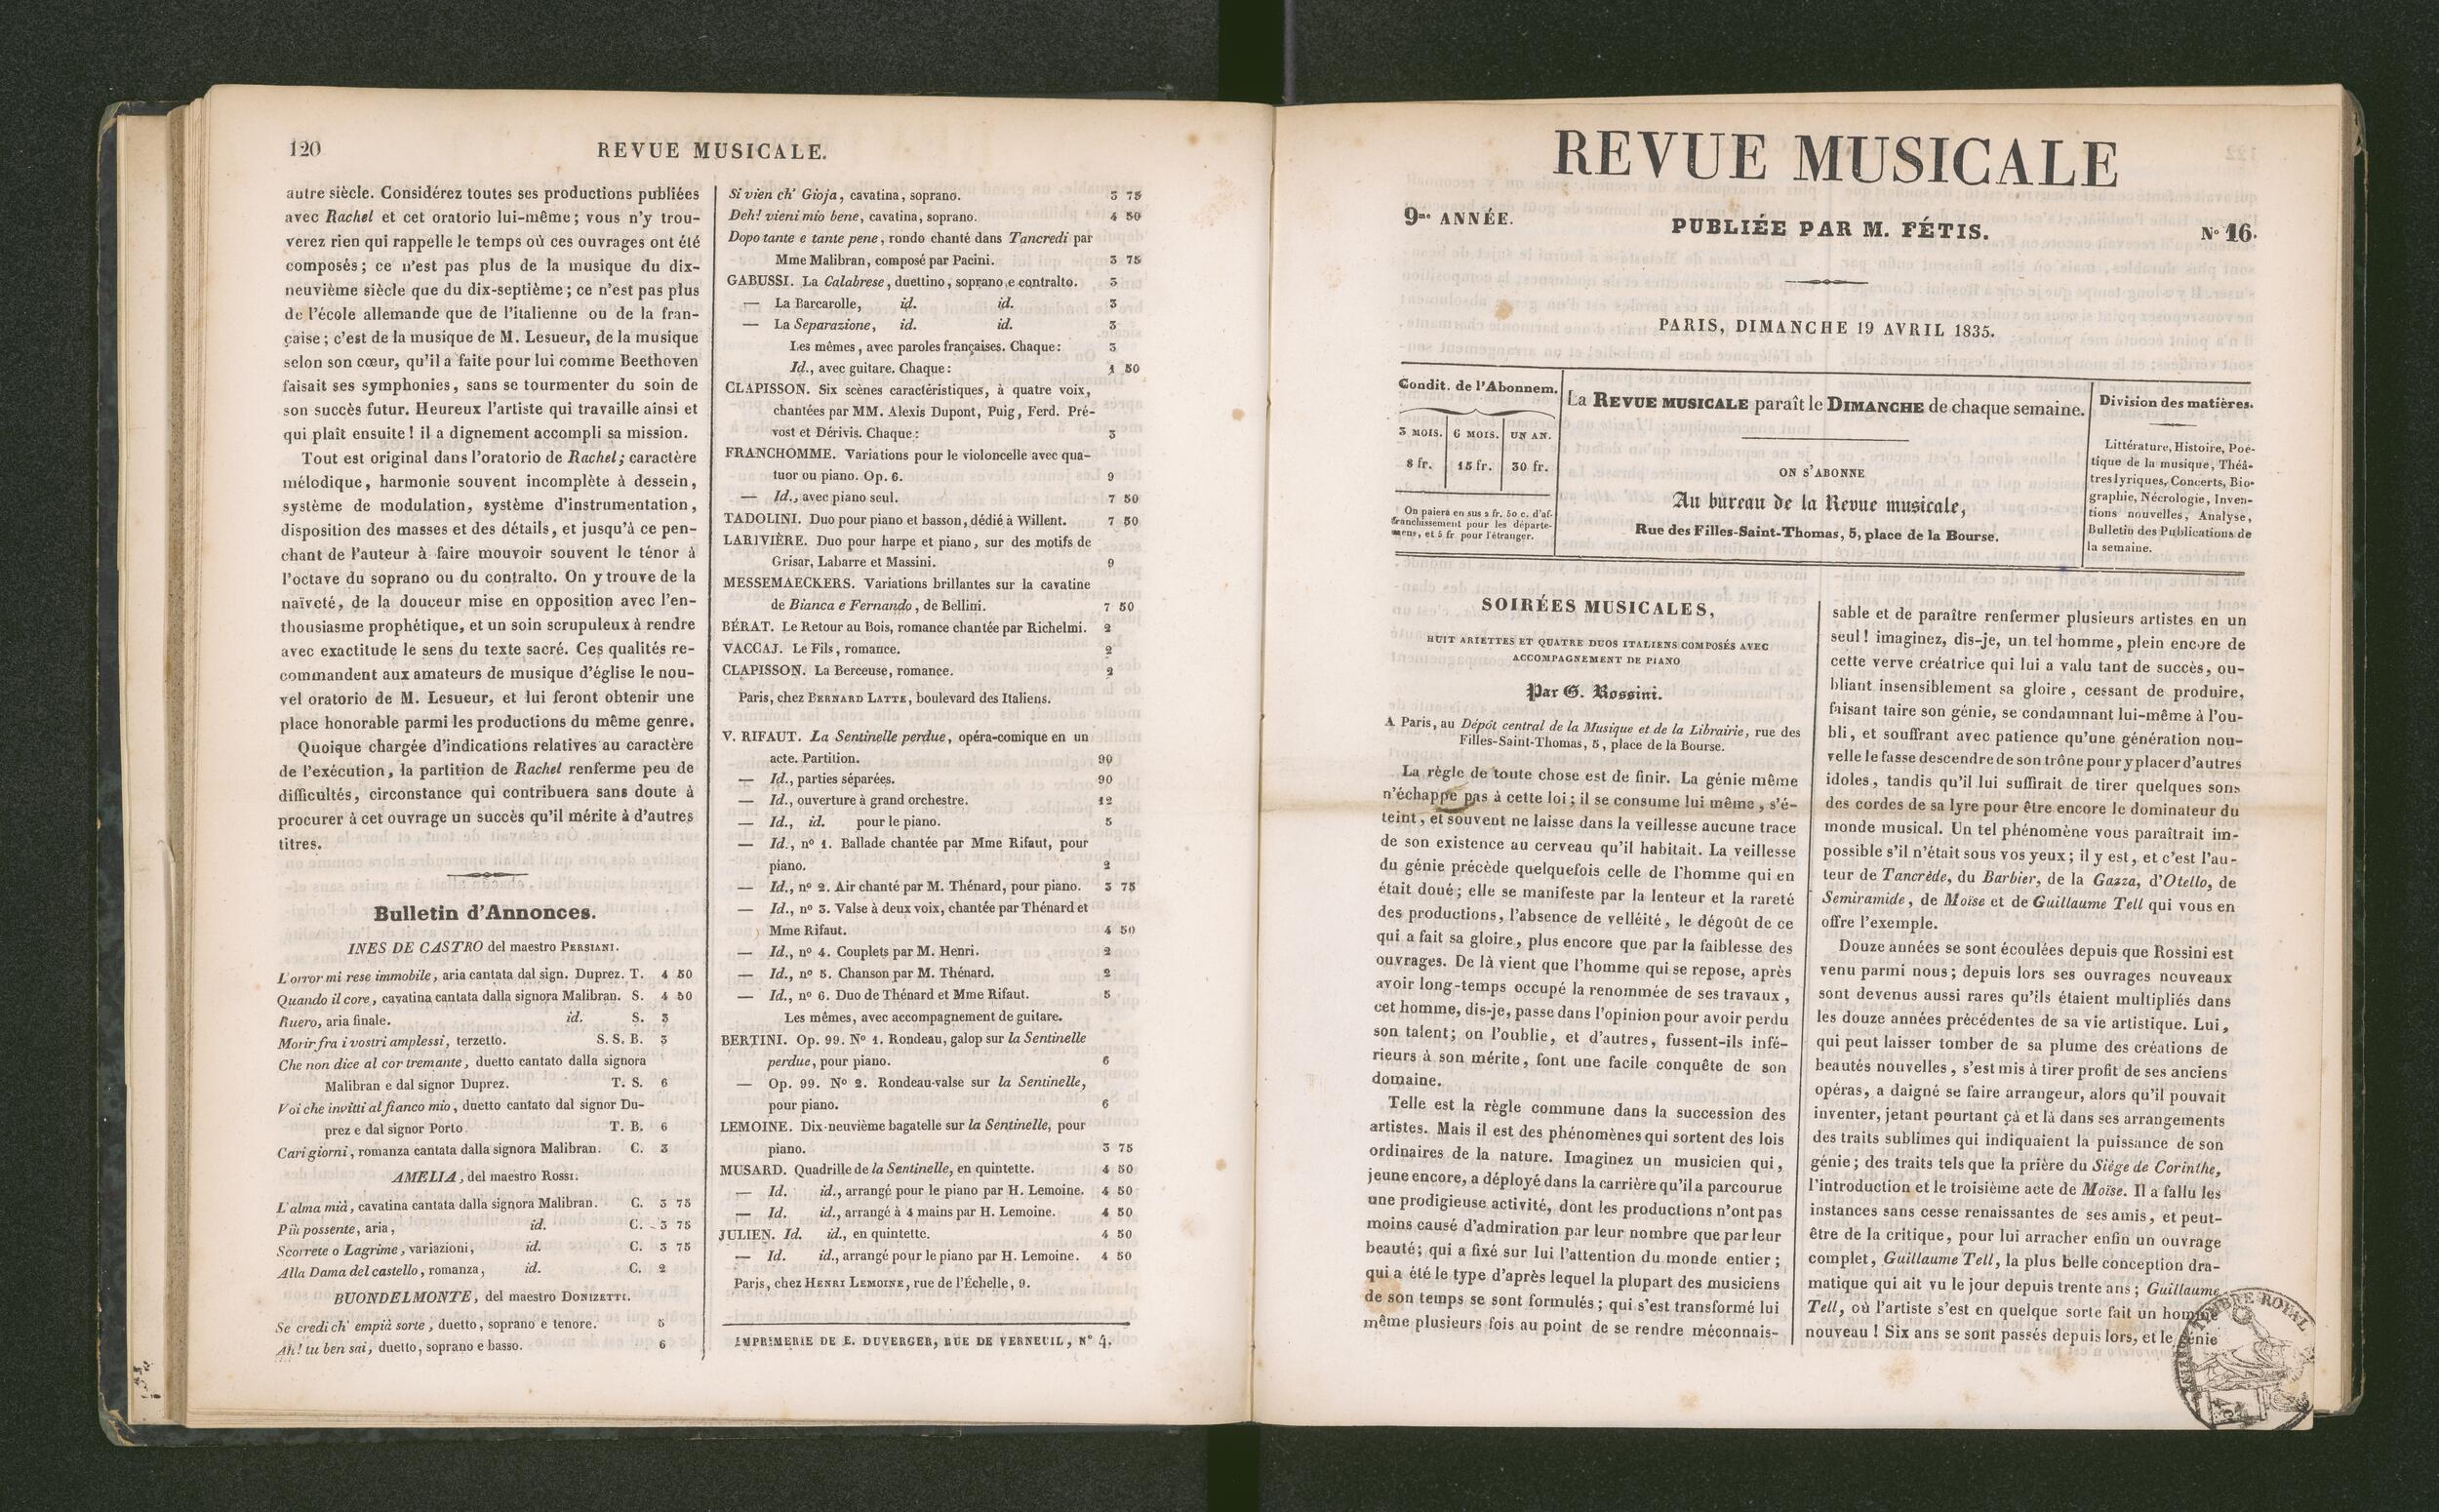 120
REVUE MUSICALE.
autre siècle. Considérez toutes ses productions publiées
avec Rachel et cet oratorio lui-même; vous n'y trou-
verez rien qui rappelle le temps où ces ouvrages ont été
composés; ce n'est pas plus de la musique du dix-
neuvième siècle que du dix-septième; ce n'est pas plus
de l'école allemande que de l'italienne ou de la fran-
çaise; c'est de la musique de M. Lesueur, de la musique
selon son cœur, qu'il a faite pour lui comme Beethoven
faisait ses symphonies, sans se tourmenter du soin de
son succès futur. Heureux l'artiste qui travaille ainsi et
qui plaît ensuite! il a dignement accompli sa mission.
Tout est original dans l'oratorio de Rachel; caractère
mélodique, harmonie souvent incomplète à dessein,
système de modulation, système d'instrumentation,
disposition des masses et des détails, et jusqu'à ce pen-
chant de l'auteur à faire mouvoir souvent le ténor à
l'octave du soprano ou du contralto. On y trouve de la
naïveté, de la douceur mise en opposition avec l'en-
thousiasme prophétique, et un soin scrupuleux à rendre
avec exactitude le sens du texte sacré. Ces qualités re-
commandent aux amateurs de musique d'église le nou-
vel oratorio de M. Lesueur, et lui feront obtenir une
place honorable parmi les productions du même genre.
Quoique chargée d'indications relatives au caractère
de l'exécution, la partition de Rachel renferme peu de
difficultés, circonstance qui contribuera sans doute à
procurer à cet ouvrage un succès qu'il mérite à d'autres
titres.
Bulletin d'Annonces.
INES DE CASTRO del maestro PERSIANI.
L'orror mi rese immobile, aria cantata dal sign. Duprez. T. 4 50
Quando il core, cavatina cantata dalla signora Malibran. S. 4 50
Ruero, aria finale. id. S. 3
Morir fra i vostri amplessi, terzetto. S. S. B. 3
Che non dice al cor tremante, duetto cantato dalla signora
Malibran e dal signor Duprez. T. S. 6
Voi che invitti al fianco mio, duetto cantato dal signor Du-
prez e dal signor Porto. T. B. 6
Cari giorni, romanza cantata dalla signora Malibran. C. 3
AMELIA, del maestro ROSSI.
L'alma mià, cavatina cantata dalla signora Malibran. C. 3 75
Più possente, aria, id. C. 3 75
Scorrete o Lagrime, variazioni, id. C. 3 75
Alla Dama del castello, romanza, id. C. 2
BUONDELMONTE, del maestro DONIZETTI.
Se credi ch' empià sorte, duetto, soprano e tenore. 5
Ah! tu ben sai, duetto, soprano e basso. 6
Si vien ch' Gioja, cavatina, soprano. 3 75
Deh! vieni mio bene, cavatina, soprano. 4 50
Dopo tante e tante pene, rondo chanté dans Tancredi par
Mme Malibran, composé par Pacini. 3 75
GABUSSI. La Calabrese, duettino, soprano e contralto. 3
— La Barcarolle, id. id. 3
— La Separazione, id. id. 3
Les mêmes, avec paroles françaises. Chaque: 3
Id., avec guitare. Chaque: 1 50
CLAPISSON. Six scènes caractéristiques, à quatre voix,
chantées par MM. Alexis Dupont, Puig, Ferd. Pré-
vost et Dérivis. Chaque: 3
FRANCHOMME. Variations pour le violoncelle avec qua-
tuor ou piano. Op. 6. 9
— Id., avec piano seul. 7 50
TADOLINI. Duo pour piano et basson, dédié à Willent. 7 50
LARIVIÈRE. Duo pour harpe et piano, sur des motifs de
Grisar, Labarre et Massini. 9
MESSEMAECKERS. Variations brillantes sur la cavatine
de Bianca e Fernando, de Bellini. 7 50
BÉRAT. Le Retour au Bois, romance chantée par Richelmi. 2
VACCAJ. Le Fils, romance. 2
CLAPISSON. La Berceuse, romance. 2
Paris, chez BERNARD LATTE, boulevard des Italiens.
V. RIFAUT. La Sentinelle perdue, opéra-comique en un
acte. Partition. 90
— Id., parties séparées. 90
— Id., ouverture à grand orchestre. 12
— Id., id. pour le piano. 5
— Id., nº 1. Ballade chantée par Mme Rifaut, pour
piano. 2
— Id., nº 2. Air chanté par M. Thénard, pour piano. 3 75
— Id., nº 3. Valse à deux voix, chantée par Thénard et
Mme Rifaut. 4 50
— Id., nº 4. Couplets par M. Henri. 2
— Id., nº 5. Chanson par M. Thénard. 2
— Id., nº 6. Duo de Thénard et Mme Rifaut. 5
Les mêmes, avec accompagnement de guitare.
BERTINI. Op. 99. Nº 1. Rondeau, galop sur la Sentinelle
perdue, pour piano. 6
— Op. 99. Nº 2. Rondeau-valse sur la Sentinelle,
pour piano. 6
LEMOINE. Dix-neuvième bagatelle sur la Sentinelle, pour
piano. 3 75
MUSARD. Quadrille de la Sentinelle, en quintette. 4 50
— Id. id., arrangé pour le piano par H. Lemoine. 4 50
— Id. id., arrangé à 4 mains par H. Lemoine. 4 50
JULIEN. Id. id., en quintette. 4 50
— Id. id., arrangé pour le piano par H. Lemoine. 4 50
Paris, chez HENRI LEMOINE, rue de l'Échelle, 9.
IMPRIMERIE DE E. DUVERGER, RUE DE VERNEUIL, Nº 4.
REVUE MUSICALE
9me ANNÉE.
PUBLIÉE PAR M. FÉTIS.
Nº 16.
PARIS, DIMANCHE 19 AVRIL 1835.
Condit. de l'Abonnem.
3 MOIS. 6 MOIS. UN AN.
8 fr. 15 fr. 30 fr.
On paiera en sus 2 fr. 50 c. d'af-
franchissement pour les départe-
mens, et 5 fr pour l'étranger.
La REVUE MUSICALE paraît le DIMANCHE de chaque semaine.
ON S'ABONNE
Au bureau de la Revue musicale,
Rue des Filles-Saint-Thomas, 5, place de la Bourse.
Division des matières.
Littérature, Histoire, Poé-
tique de la musique, Théâ-
tres lyriques, Concerts, Bio-
graphie, Nécrologie, Inven-
tions nouvelles, Analyse,
Bulletin des Publications de
la semaine.
SOIRÉES MUSICALES,
HUIT ARIETTES ET QUATRE DUOS ITALIENS COMPOSÉS AVEC
ACCOMPAGNEMENT DE PIANO
Par G. Rossini.
A Paris, au Dépôt central de la Musique et de la Librairie, rue des
Filles-Saint-Thomas, 5, place de la Bourse.
La règle de toute chose est de finir. La génie même
n'échappe pas à cette loi; il se consume lui même, s'é-
teint, et souvent ne laisse dans la veillesse aucune trace
de son existence au cerveau qu'il habitait. La veillesse
du génie précède quelquefois celle de l'homme qui en
était doué; elle se manifeste par la lenteur et la rareté
des productions, l'absence de velléité, le dégoût de ce
qui a fait sa gloire, plus encore que par la faiblesse des
ouvrages. De là vient que l'homme qui se repose, après
avoir long-temps occupé la renommée de ses travaux,
cet homme, dis-je, passe dans l'opinion pour avoir perdu
son talent; on l'oublie, et d'autres, fussent-ils infé-
rieurs à son mérite, font une facile conquête de son
domaine.
Telle est la règle commune dans la succession des
artistes. Mais il est des phénomènes qui sortent des lois
ordinaires de la nature. Imaginez un musicien qui,
jeune encore, a déployé dans la carrière qu'il a parcourue
une prodigieuse activité, dont les productions n'ont pas
moins causé d'admiration par leur nombre que par leur
beauté; qui a fixé sur lui l'attention du monde entier;
qui a été le type d'après lequel la plupart des musiciens
de son temps se sont formulés; qui s'est transformé lui
même plusieurs fois au point de se rendre méconnais-
sable et de paraître renfermer plusieurs artistes en un
seul! imaginez, dis-je, un tel homme, plein encore de
cette verve créatrice qui lui a valu tant de succès, ou-
bliant insensiblement sa gloire, cessant de produire,
faisant taire son génie, se condamnant lui-même à l'ou-
bli, et souffrant avec patience qu'une génération nou-
velle le fasse descendre de son trône pour y placer d'autres
idoles, tandis qu'il lui suffirait de tirer quelques sons
des cordes de sa lyre pour être encore le dominateur du
monde musical. Un tel phénomène vous paraîtrait im-
possible s'il n'était sous vos yeux; il y est, et c'est l'au-
teur de Tancrède, du Barbier, de la Gazza, d'Otello, de
Semiramide, de Moïse et de Guillaume Tell qui vous en
offre l'exemple.
Douze années se sont écoulées depuis que Rossini est
venu parmi nous; depuis lors ses ouvrages nouveaux
sont devenus aussi rares qu'ils étaient multipliés dans
les douze années précédentes de sa vie artistique. Lui,
qui peut laisser tomber de sa plume des créations de
beautés nouvelles, s'est mis à tirer profit de ses anciens
opéras, a daigné se faire arrangeur, alors qu'il pouvait
inventer, jetant pourtant çà et là dans ses arrangements
des traits sublimes qui indiquaient la puissance de son
génie; des traits tels que la prière du Siége de Corinthe,
l'introduction et le troisième acte de Moïse. Il a fallu les
instances sans cesse renaissantes de ses amis, et peut-
être de la critique, pour lui arracher enfin un ouvrage
complet, Guillaume Tell, la plus belle conception dra-
matique qui ait vu le jour depuis trente ans; Guillaume
Tell, où l'artiste s'est en quelque sorte fait un homme
nouveau! Six ans se sont passés depuis lors, et le génie
TIMBRE ROYAL